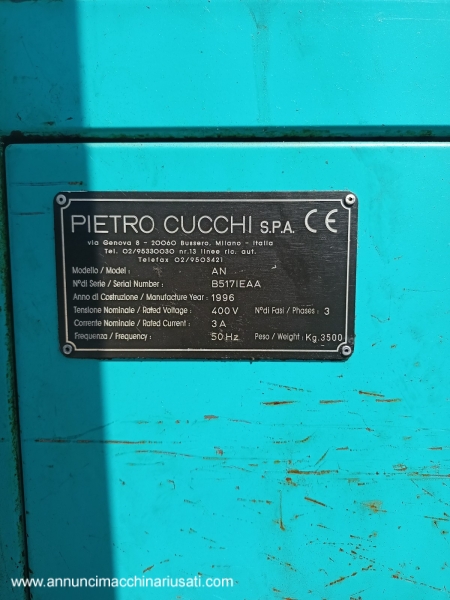 PIETRO CUCCHI S.P.A. CE
via Genova 8 - 20060 Bussero, Milano - Italia
Tel. 02/95330030 nr.13 linee ric. aut.
Telefax 02/9503421
Modello / Model : AN
N°di Serie / Serial Number : B5171EAA
Anno di Costruzione / Manufacture Year : 1996
Tensione Nominale / Rated Voltage : 400 V N°di Fasi / Phases : 3
Corrente Nominale / Rated Current : 3 A
Frequenza / Frequency : 50 Hz Peso / Weight : Kg.3500
www.annuncimacchinariusati.com